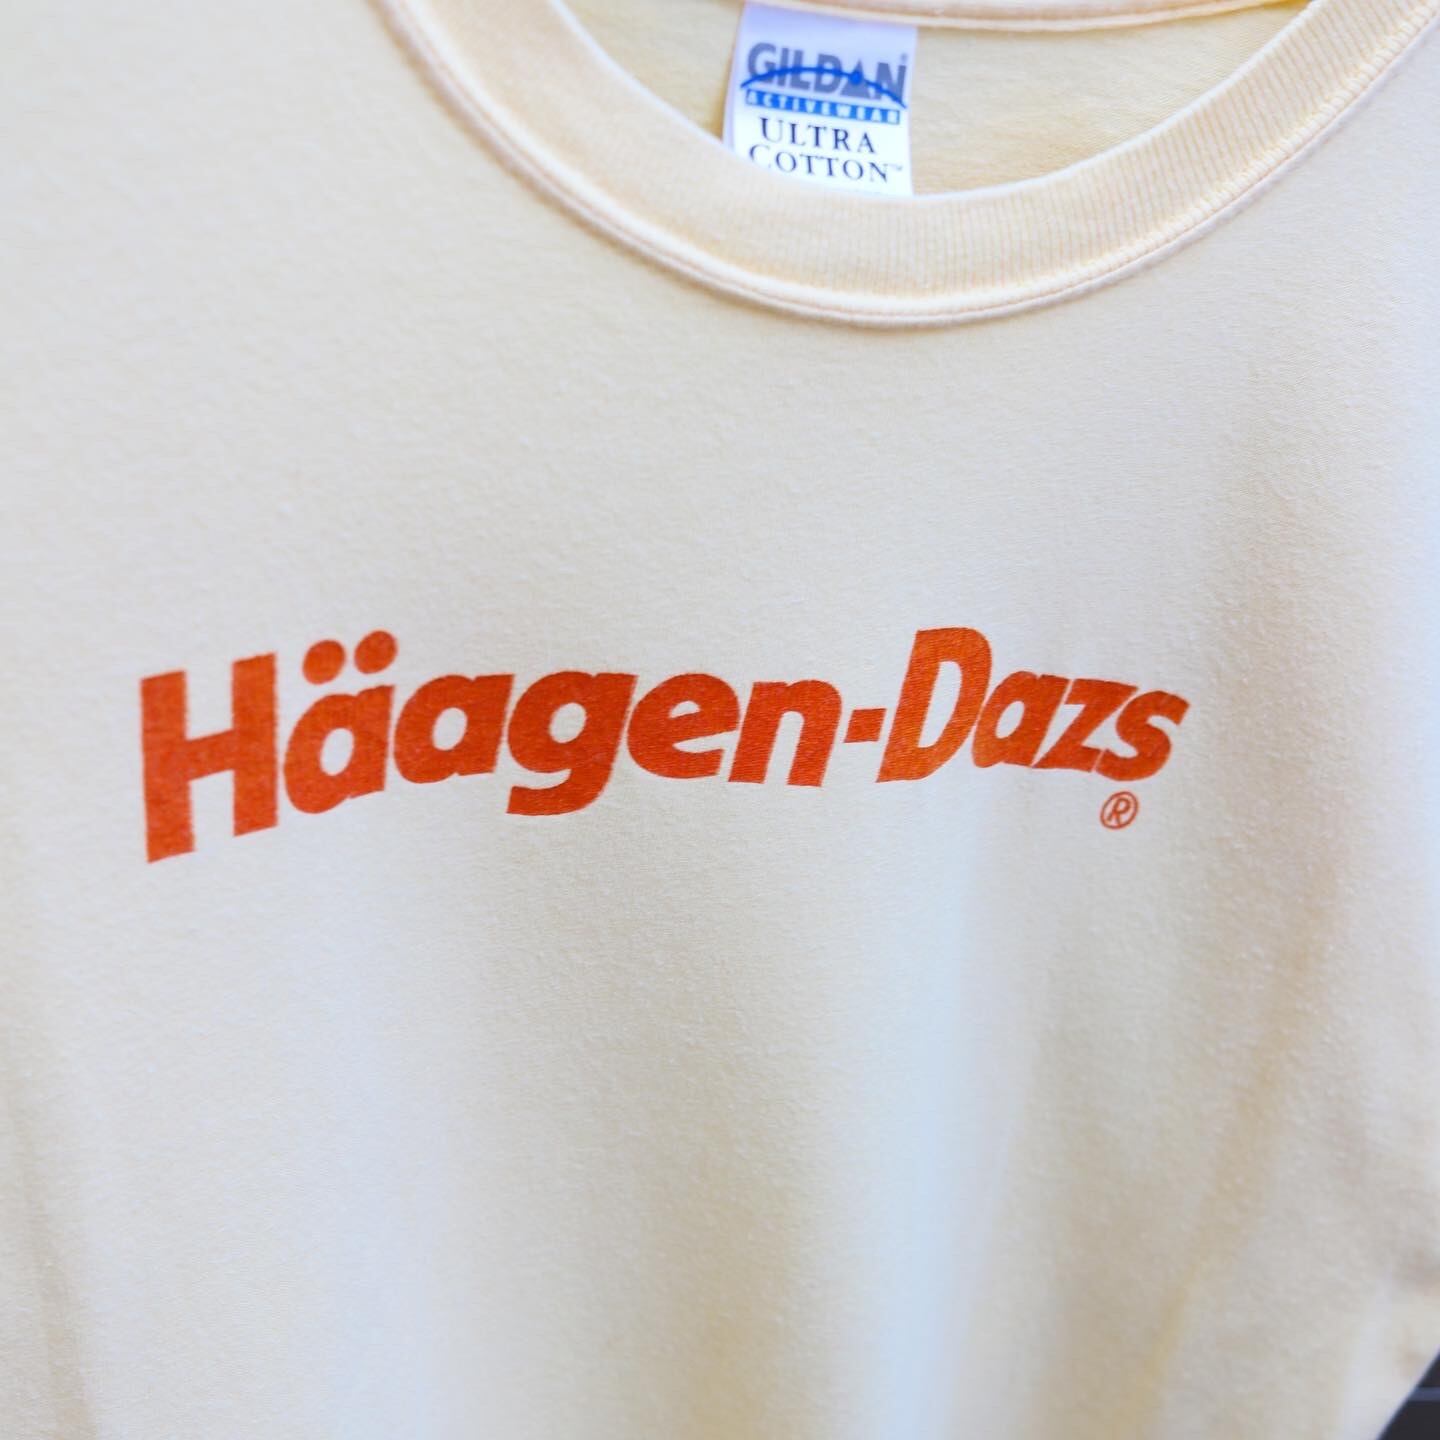 GILDAN®
ACTIVEWEAR
ULTRA
COTTON™
Häagen-Dazs
®